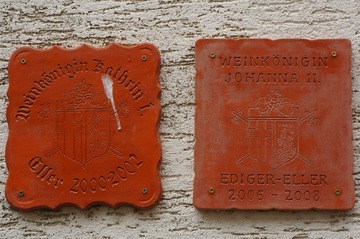 Weinkönigin Kathrin I.
Eller 2000-2002
WEINKÖNIGIN
JOHANNA II.
EDIGER-ELLER
2006 - 2008